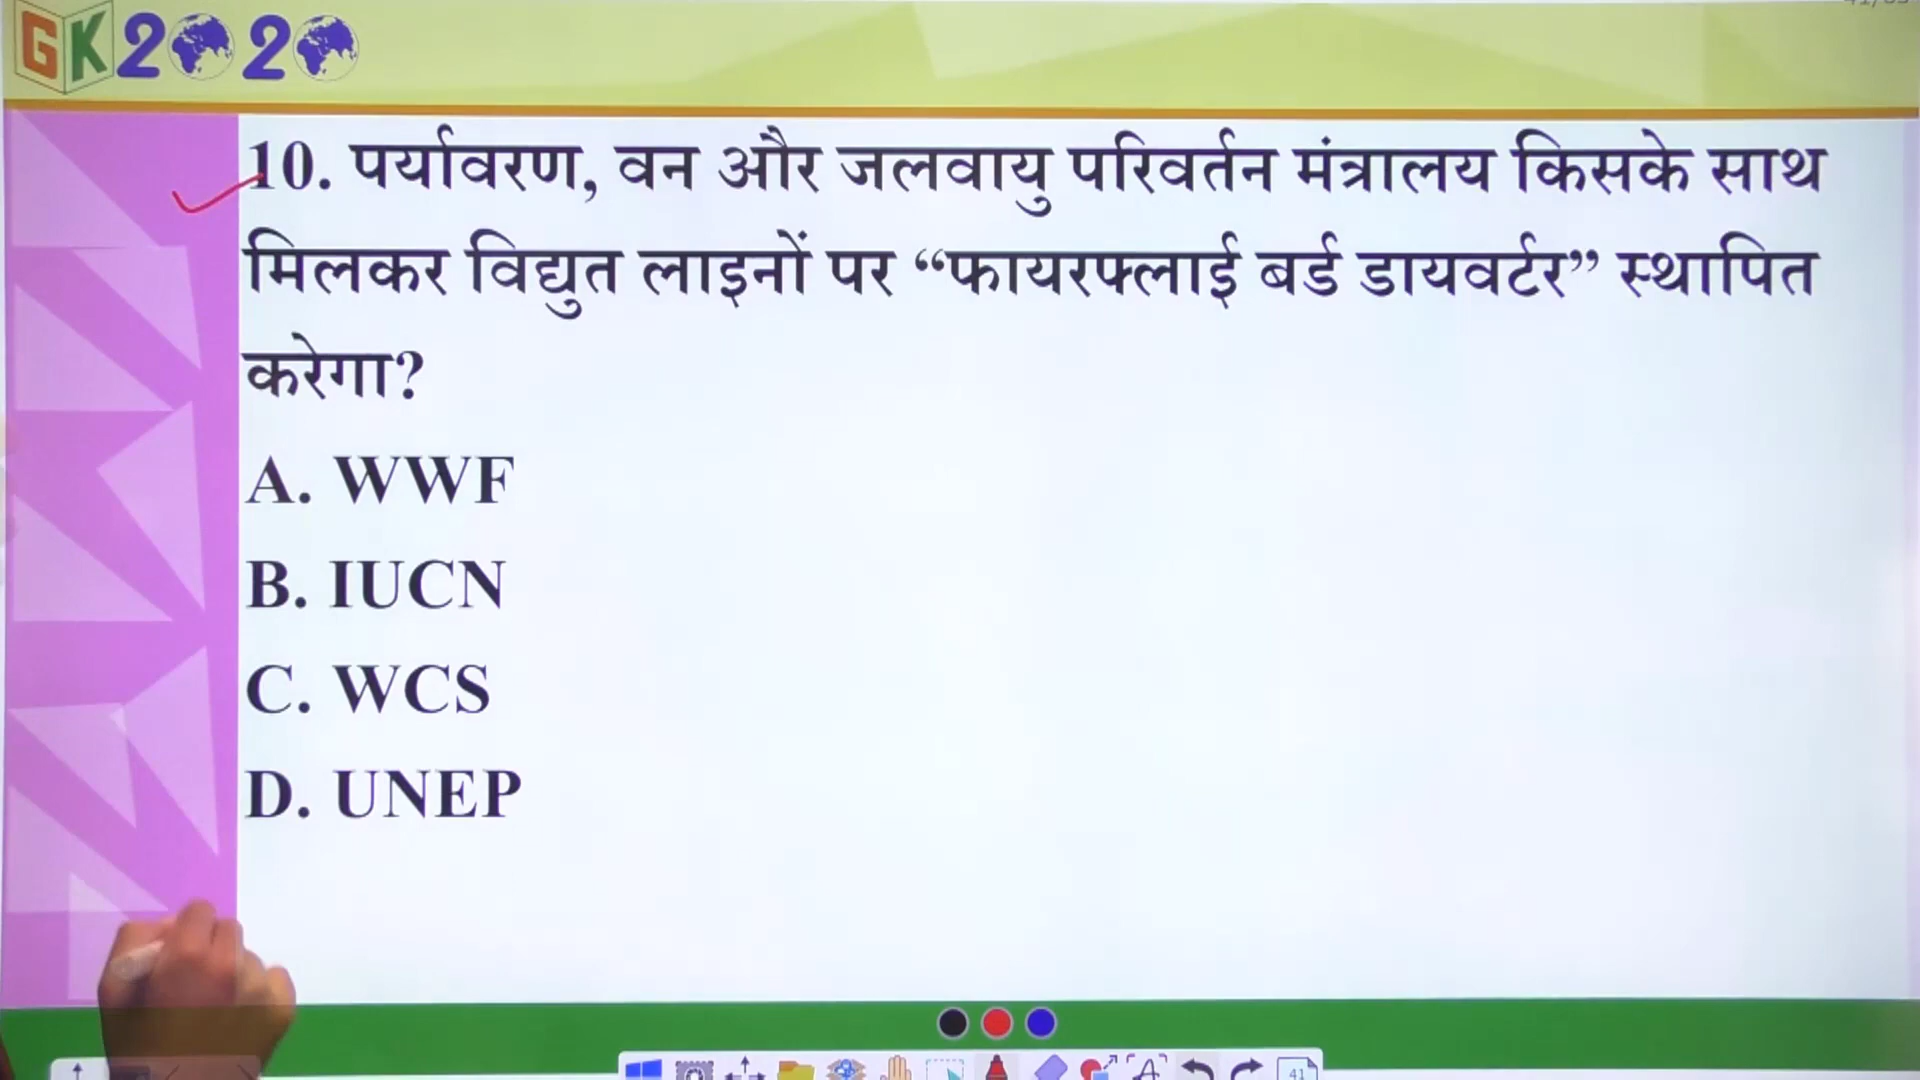 GK2020
10. पर्यावरण, वन और जलवायु परिवर्तन मंत्रालय किसके साथ
मिलकर विद्युत लाइनों पर “फायरफ्लाई बर्ड डायवर्टर” स्थापित
करेगा?
A. WWF
B. IUCN
C. WCS
D. UNEP
41